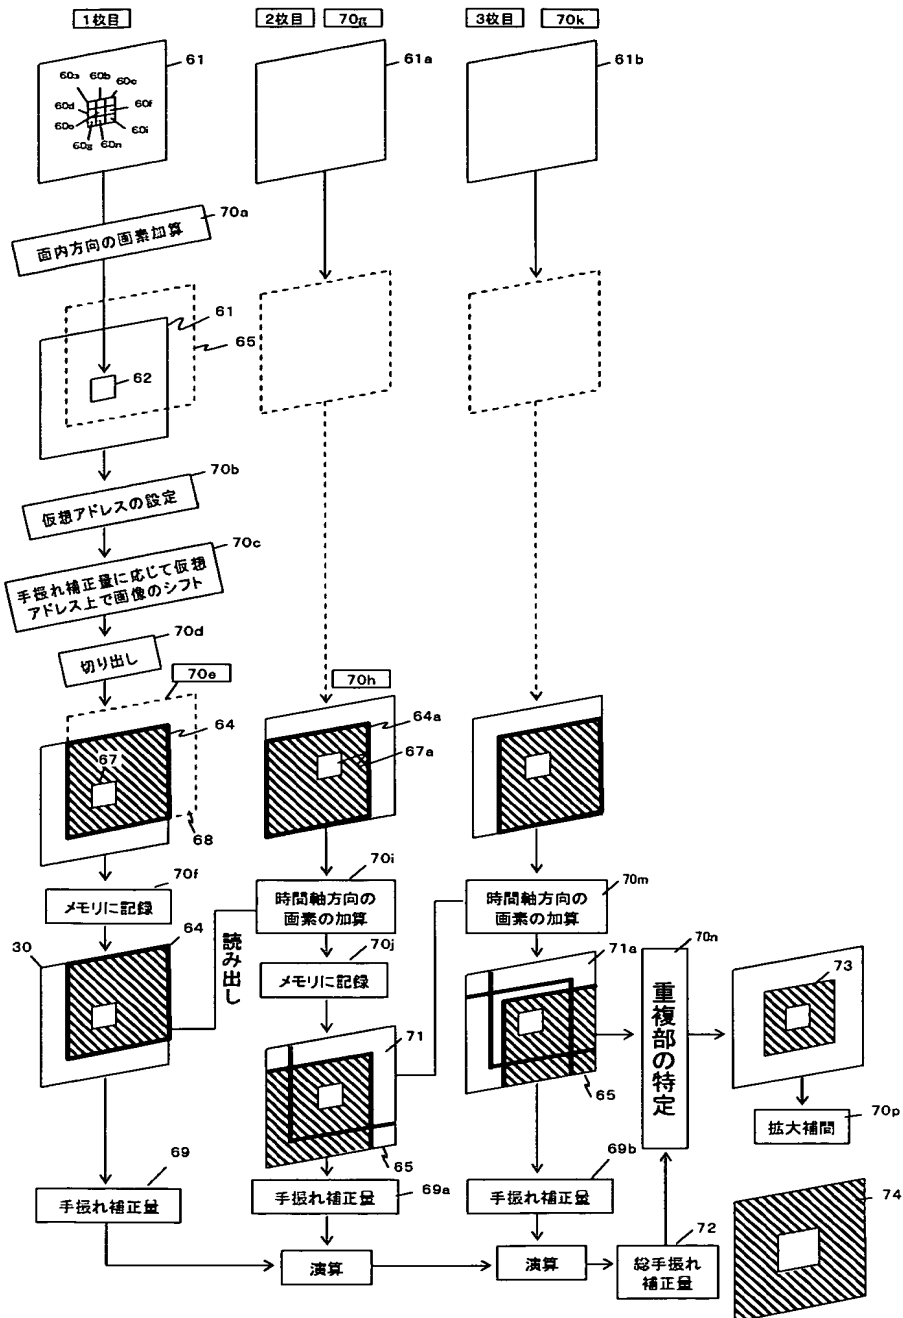 1枚目
2枚目 70g
3枚目 70k
61
61a
61b
60a 60b 60c
60d 60f
60e 60i
60g 60h
70a
面内方向の画素加算
61
65
62
70b
仮想アドレスの設定
70c
手振れ補正量に応じて仮想
アドレス上で画像のシフト
70d
切り出し
70e
70h
64
67
68
64a
67a
70f
メモリに記録
70i
時間軸方向の
画素の加算
70m
時間軸方向の
画素の加算
30
64
読み出し
70j
メモリに記録
71
65
71a
65
70n
重複部の特定
73
拡大補間
70p
69
手振れ補正量
69a
手振れ補正量
69b
手振れ補正量
演算
演算
72
総手振れ
補正量
74